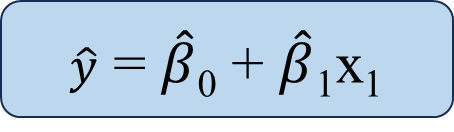 ŷ = β̂₀ + β̂₁x₁